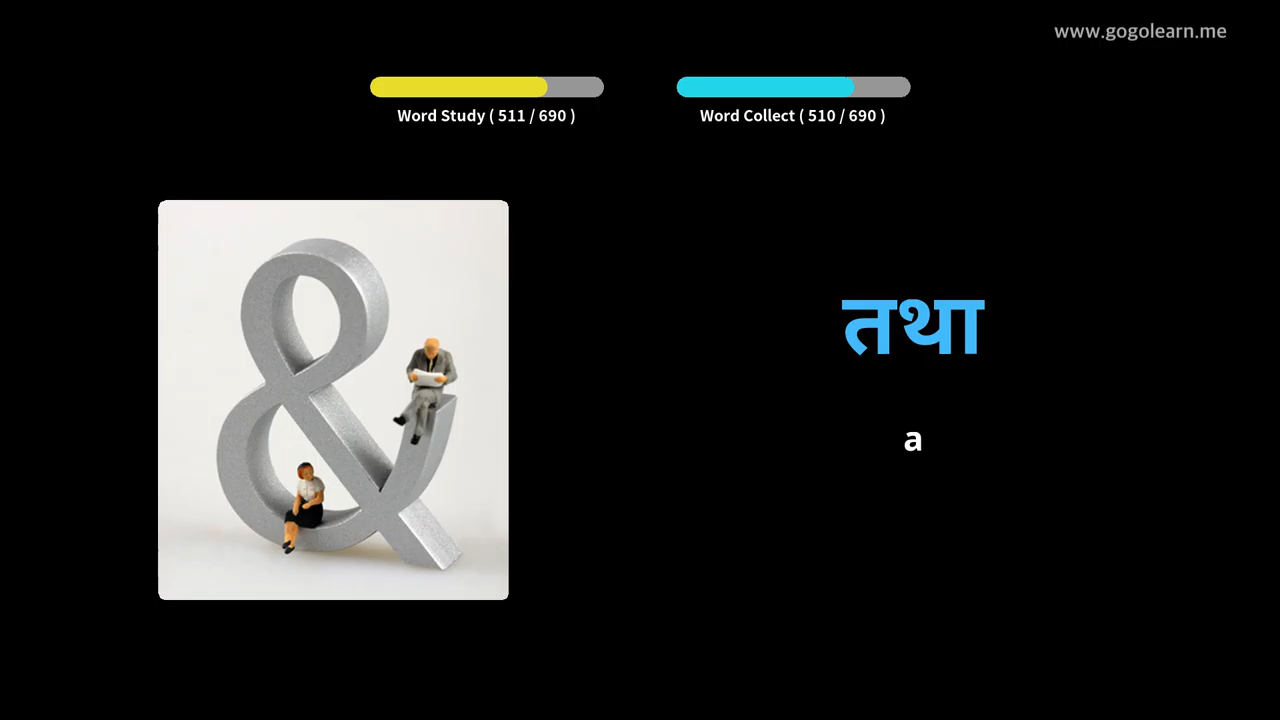 www.gogolearn.me
Word Study ( 511 / 690 )
Word Collect ( 510 / 690 )
&
तथा
a